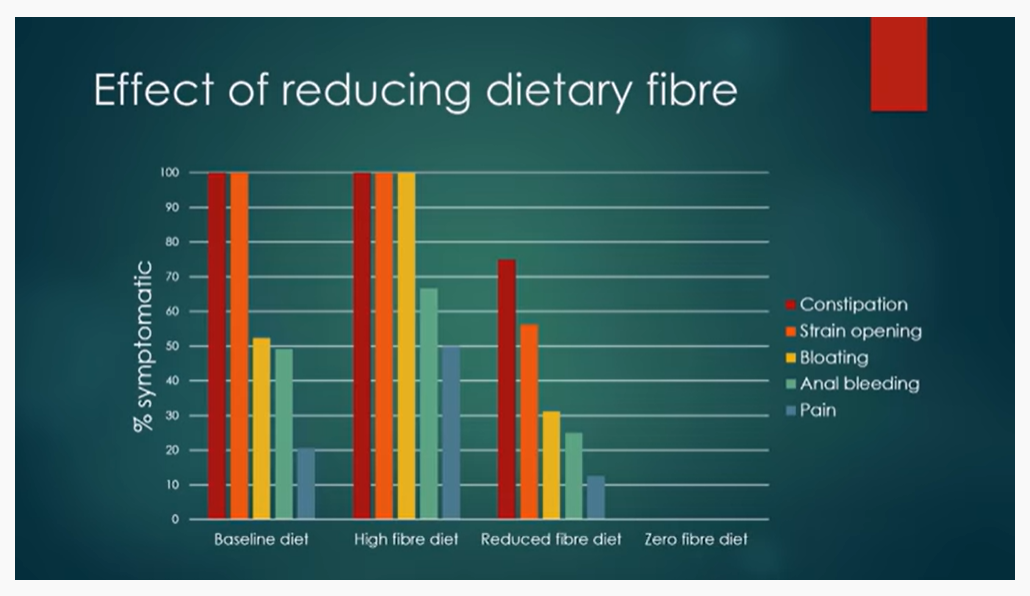 Effect of reducing dietary fibre
% symptomatic
100
90
80
70
60
50
40
30
20
10
0
Baseline diet
High fibre diet
Reduced fibre diet
Zero fibre diet
Constipation
Strain opening
Bloating
Anal bleeding
Pain